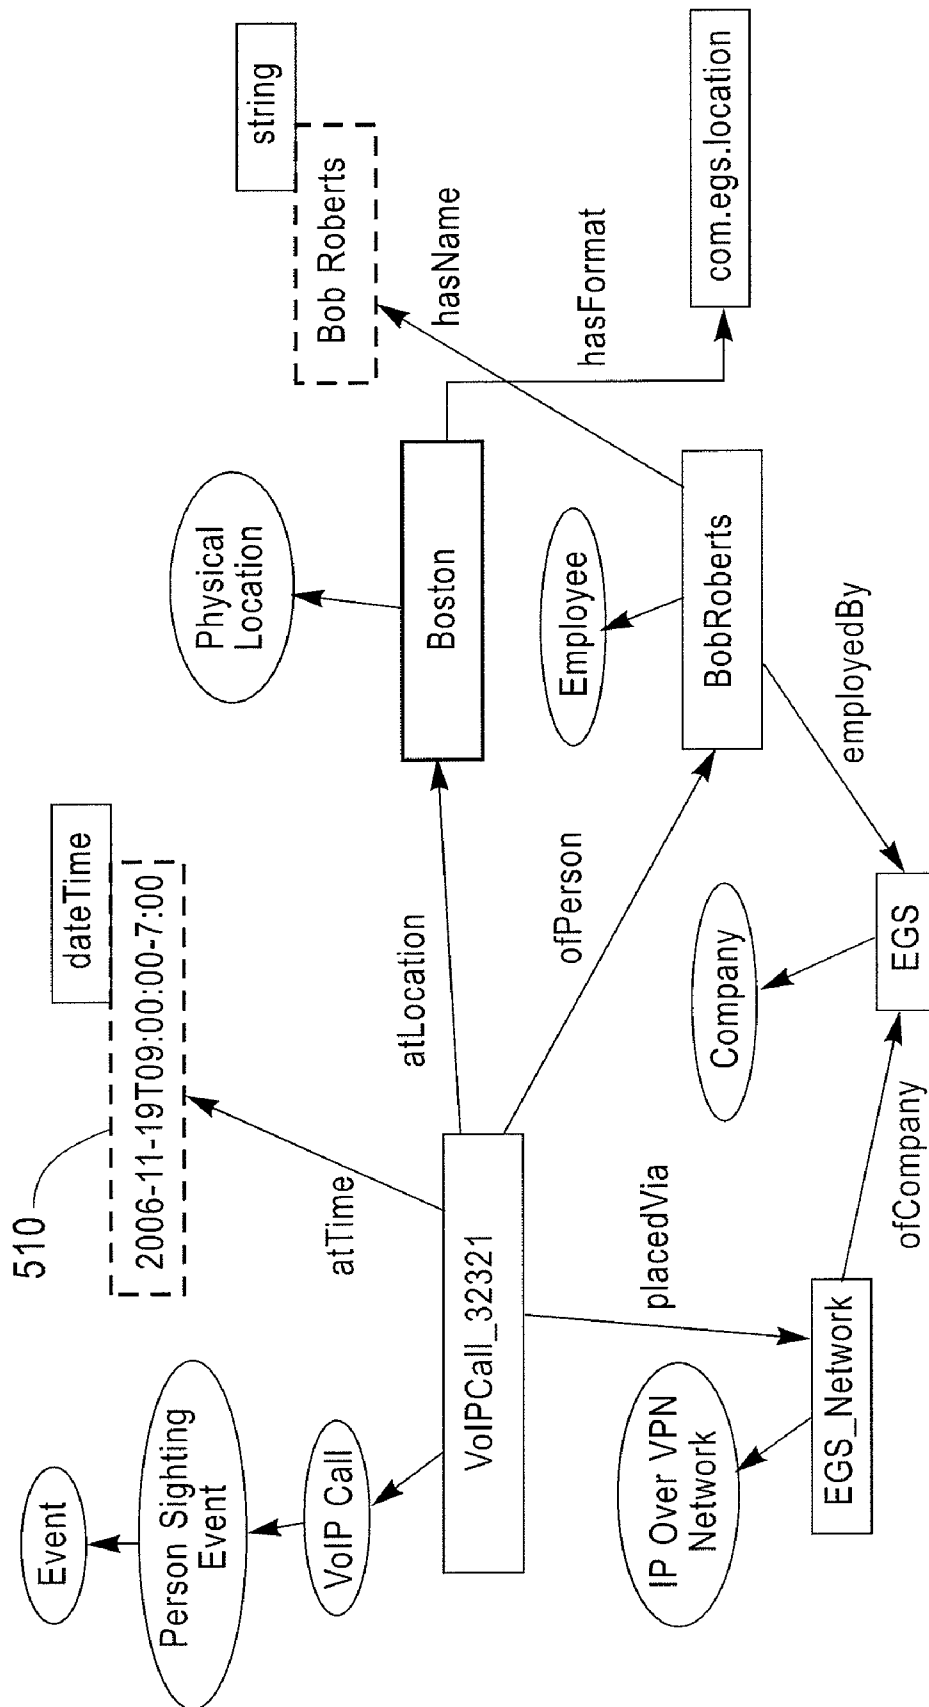 510
Event
Person Sighting
Event
VoIP Call
VoIPCall_32321
atTime
2006-11-19T09:00:00-7:00
dateTime
atLocation
Boston
Physical
Location
hasFormat
com.egs.location
ofPerson
BobRoberts
Employee
hasName
Bob Roberts
string
employedBy
EGS
Company
placedVia
EGS_Network
IP Over VPN
Network
ofCompany